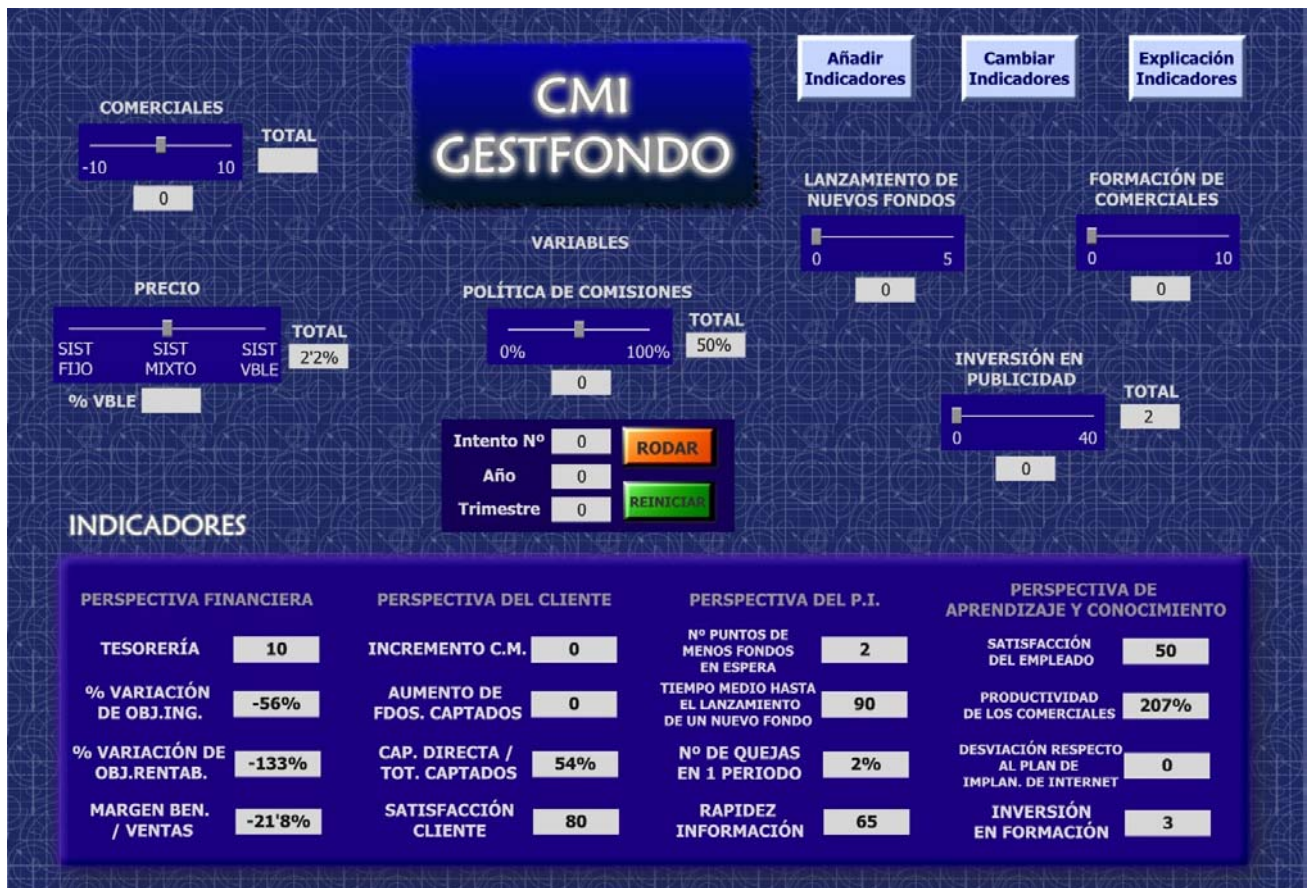 CMI
GESTFONDO
Añadir
Indicadores
Cambiar
Indicadores
Explicación
Indicadores
COMERCIALES
TOTAL
-10 10
0
LANZAMIENTO DE
NUEVOS FONDOS
0 5
0
FORMACIÓN DE
COMERCIALES
0 10
0
VARIABLES
PRECIO
SIST
FIJO
SIST
MIXTO
SIST
VBLE
TOTAL
2'2%
% VBLE
POLÍTICA DE COMISIONES
0% 100%
TOTAL
50%
0
INVERSIÓN EN
PUBLICIDAD
0 40
TOTAL
2
0
Intento Nº 0
Año 0
Trimestre 0
RODAR
REINICIAR
INDICADORES
PERSPECTIVA FINANCIERA
TESORERÍA 10
% VARIACIÓN
DE OBJ.ING. -56%
% VARIACIÓN DE
OBJ.RENTAB. -133%
MARGEN BEN.
/ VENTAS -21'8%
PERSPECTIVA DEL CLIENTE
INCREMENTO C.M. 0
AUMENTO DE
FDOS. CAPTADOS 0
CAP. DIRECTA /
TOT. CAPTADOS 54%
SATISFACCIÓN
CLIENTE 80
PERSPECTIVA DEL P.I.
Nº PUNTOS DE
MENOS FONDOS
EN ESPERA 2
TIEMPO MEDIO HASTA
EL LANZAMIENTO
DE UN NUEVO FONDO 90
Nº DE QUEJAS
EN 1 PERIODO 2%
RAPIDEZ
INFORMACIÓN 65
PERSPECTIVA DE
APRENDIZAJE Y CONOCIMIENTO
SATISFACCIÓN
DEL EMPLEADO 50
PRODUCTIVIDAD
DE LOS COMERCIALES 207%
DESVIACIÓN RESPECTO
AL PLAN DE
IMPLAN. DE INTERNET 0
INVERSIÓN
EN FORMACIÓN 3